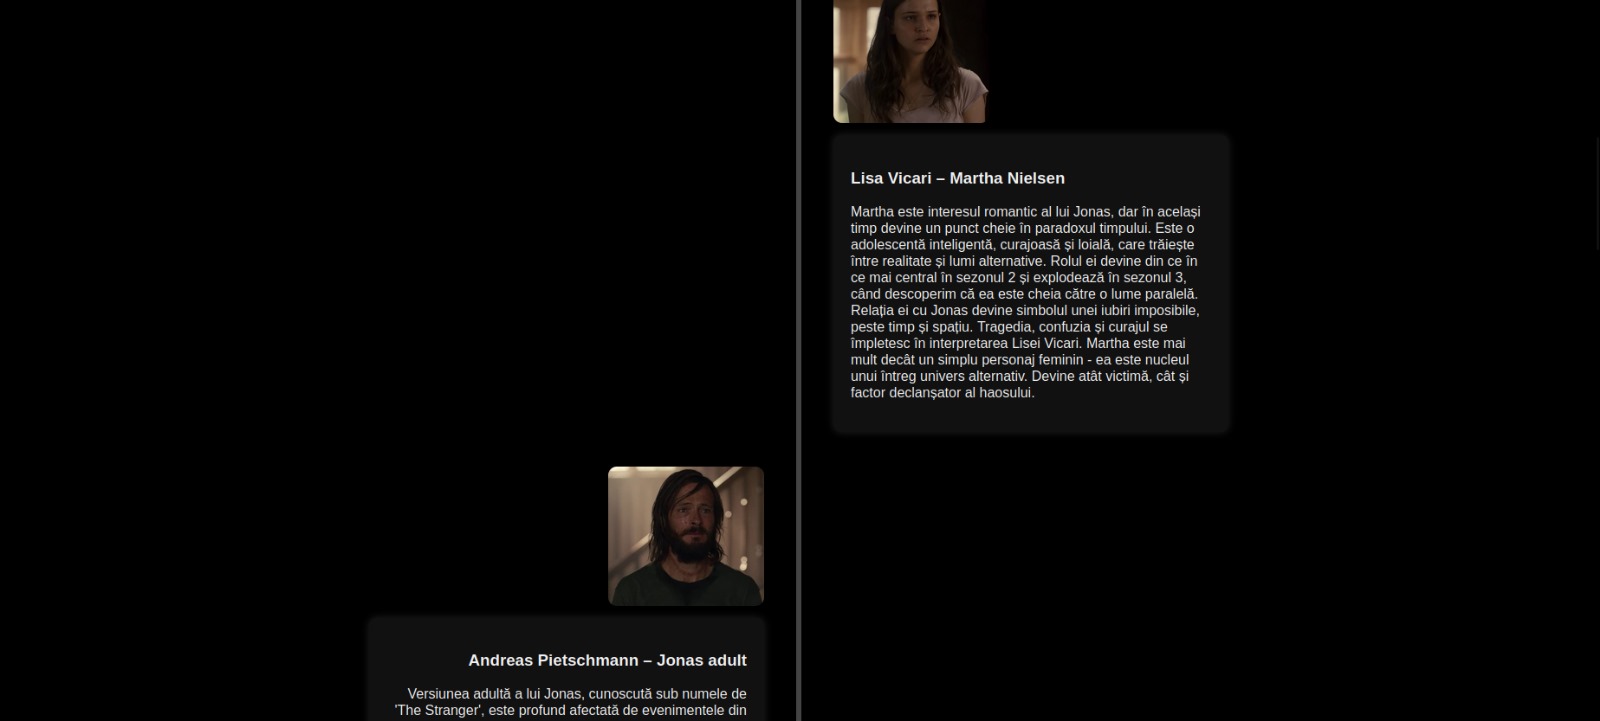 Lisa Vicari – Martha Nielsen
Martha este interesul romantic al lui Jonas, dar în același
timp devine un punct cheie în paradoxul timpului. Este o
adolescentă inteligentă, curajoasă și loială, care trăiește
între realitate și lumi alternative. Rolul ei devine din ce în
ce mai central în sezonul 2 și explodează în sezonul 3,
când descoperim că ea este cheia către o lume paralelă.
Relația ei cu Jonas devine simbolul unei iubiri imposibile,
peste timp și spațiu. Tragedia, confuzia și curajul se
împletesc în interpretarea Lisei Vicari. Martha este mai
mult decât un simplu personaj feminin - ea este nucleul
unui întreg univers alternativ. Devine atât victimă, cât și
factor declanșator al haosului.
Andreas Pietschmann – Jonas adult
Versiunea adultă a lui Jonas, cunoscută sub numele de
'The Stranger', este profund afectată de evenimentele din